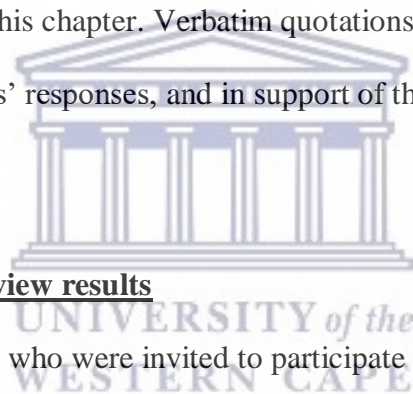 his chapter. Verbatim quotations
s’ responses, and in support of th
view results
UNIVERSITY of the
who were invited to participate
WESTERN CAPE